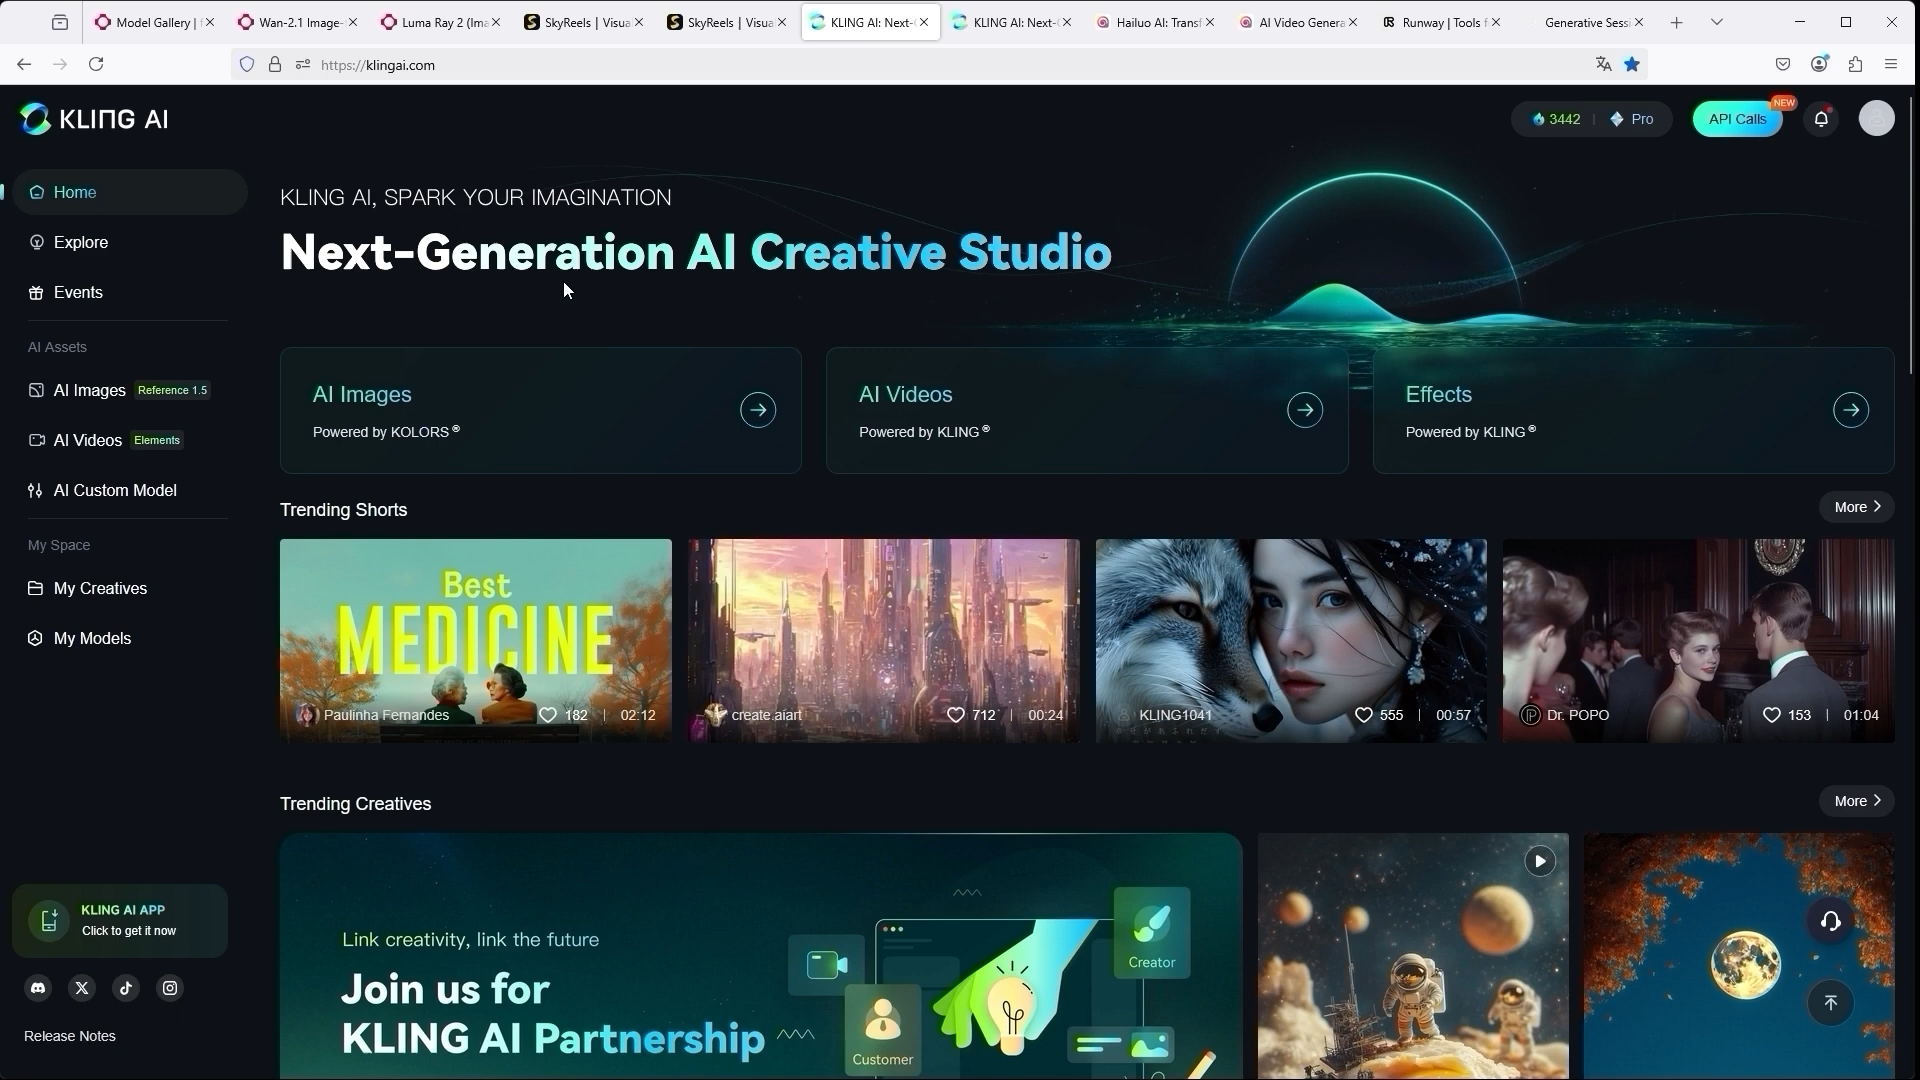 Model Gallery | f
Wan-2.1 Image-
Luma Ray 2 (Ima
SkyReels | Visua
SkyReels | Visua
KLING AI: Next-
KLING AI: Next-
Hailuo AI: Transf
AI Video Genera
Runway | Tools f
Generative Sessi
https://klingai.com
KLING AI
3442
Pro
API Calls
NEW
Home
Explore
Events
AI Assets
AI Images
Reference 1.5
AI Videos
Elements
AI Custom Model
My Space
My Creatives
My Models
KLING AI APP
Click to get it now
Release Notes
KLING AI, SPARK YOUR IMAGINATION
Next-Generation AI Creative Studio
AI Images
Powered by KOLORS®
AI Videos
Powered by KLING®
Effects
Powered by KLING®
Trending Shorts
More
Best
MEDICINE
Paulinha Fernandes
182 | 02:12
create.aiart
712 | 00:24
KLING1041
555 | 00:57
Dr. POPO
153 | 01:04
Trending Creatives
More
Link creativity, link the future
Join us for
KLING AI Partnership
Creator
Customer